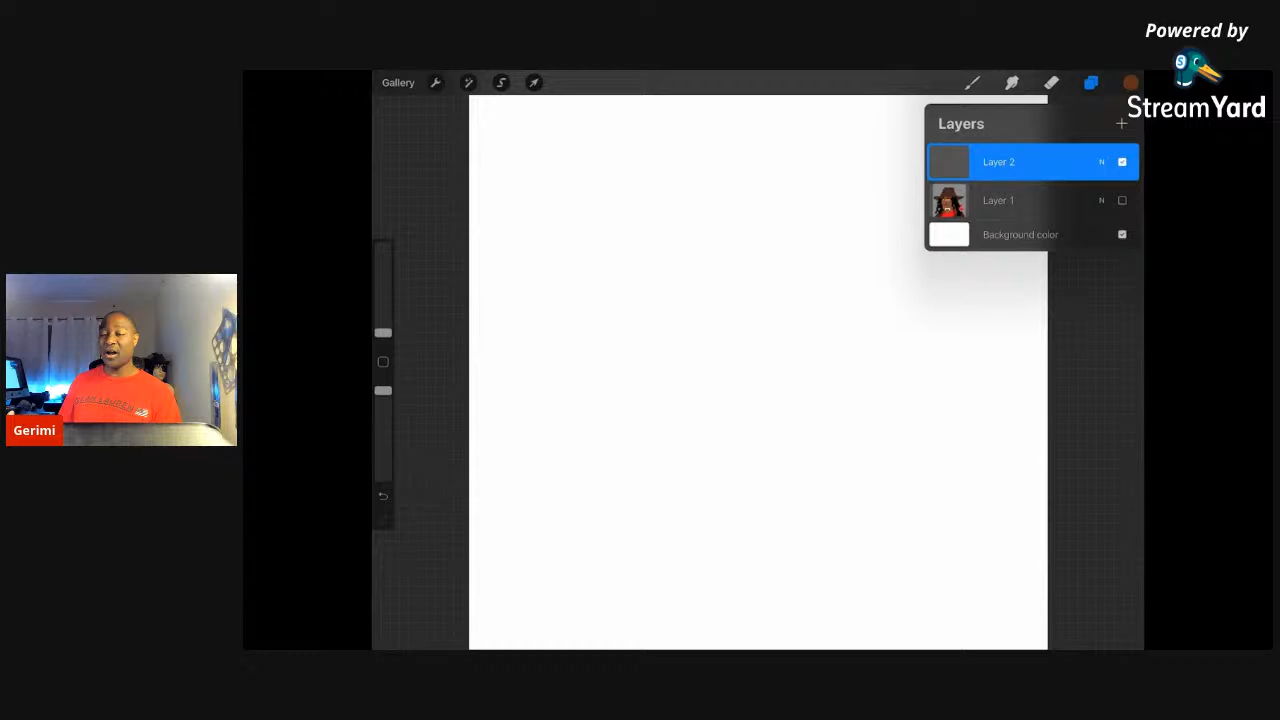 Powered by
StreamYard
Gallery
Layers
Layer 2 N
Layer 1 N
Background color
Gerimi